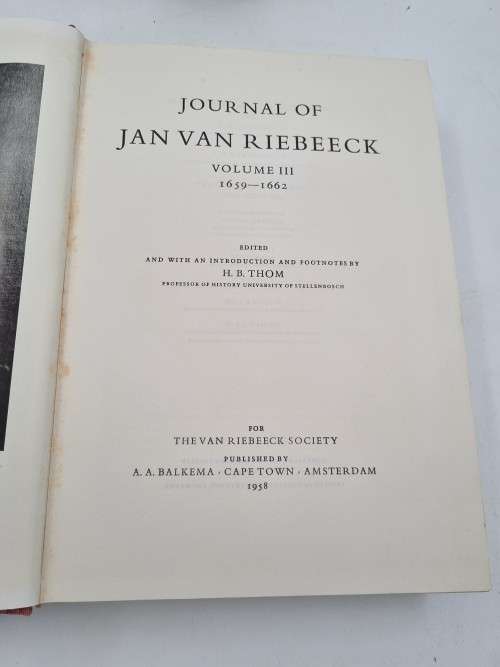 JOURNAL OF
JAN VAN RIEBEECK
VOLUME III
1659—1662
EDITED
AND WITH AN INTRODUCTION AND FOOTNOTES BY
H. B. THOM
PROFESSOR OF HISTORY UNIVERSITY OF STELLENBOSCH
FOR
THE VAN RIEBEECK SOCIETY
PUBLISHED BY
A. A. BALKEMA · CAPE TOWN · AMSTERDAM
1958